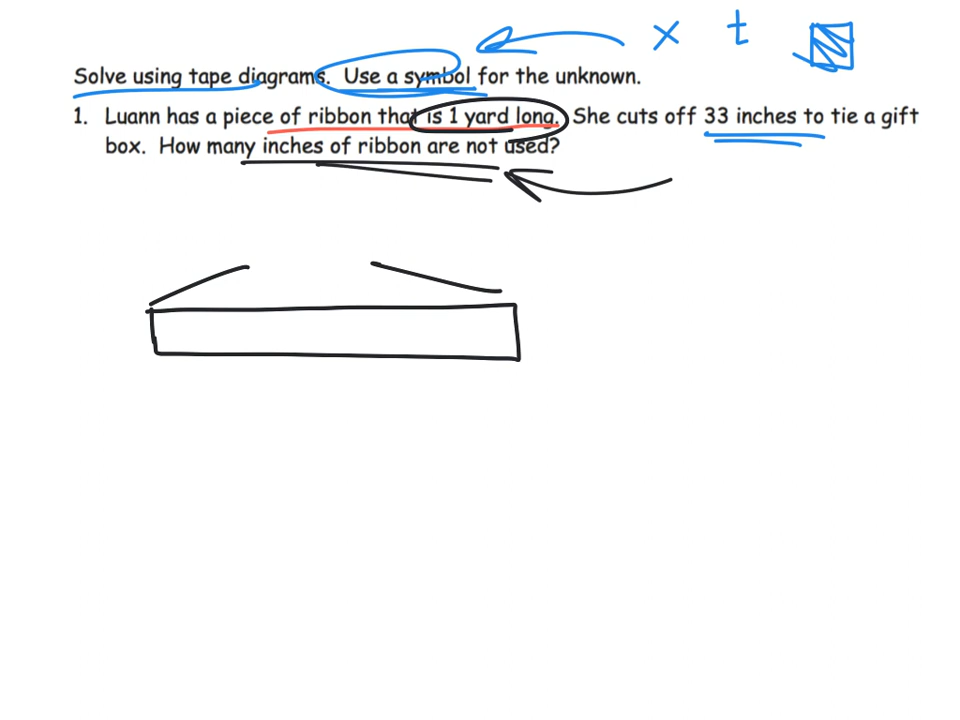 x t
Solve using tape diagrams. Use a symbol for the unknown.
1. Luann has a piece of ribbon that is 1 yard long. She cuts off 33 inches to tie a gift
box. How many inches of ribbon are not used?